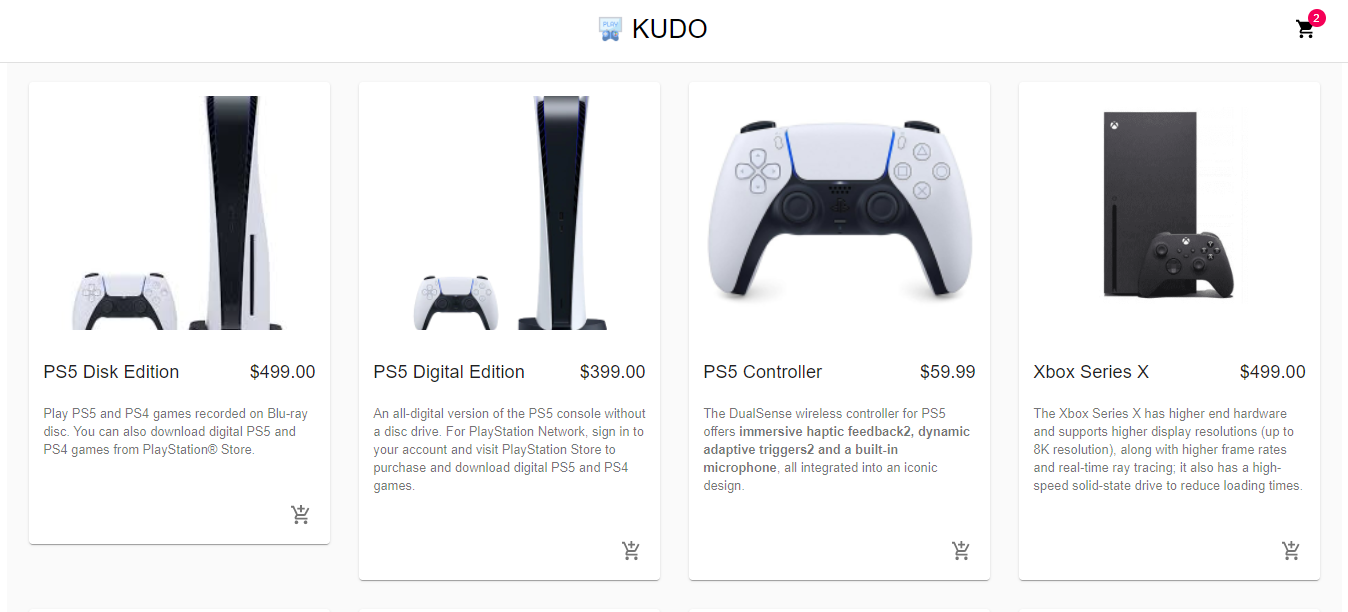 PLAY
KUDO
2
PS5 Disk Edition $499.00
Play PS5 and PS4 games recorded on Blu-ray
disc. You can also download digital PS5 and
PS4 games from PlayStation® Store.
PS5 Digital Edition $399.00
An all-digital version of the PS5 console without
a disc drive. For PlayStation Network, sign in to
your account and visit PlayStation Store to
purchase and download digital PS5 and PS4
games.
PS5 Controller $59.99
The DualSense wireless controller for PS5
offers immersive haptic feedback2, dynamic
adaptive triggers2 and a built-in
microphone, all integrated into an iconic
design.
Xbox Series X $499.00
The Xbox Series X has higher end hardware
and supports higher display resolutions (up to
8K resolution), along with higher frame rates
and real-time ray tracing; it also has a high-
speed solid-state drive to reduce loading times.